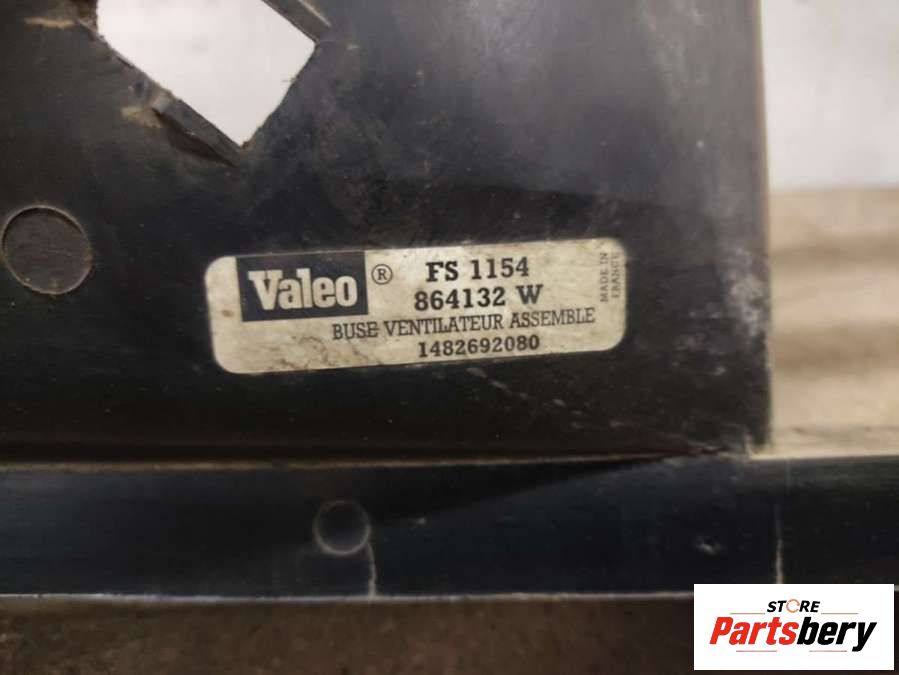 Valeo ® FS 1154
864132 W
BUSE VENTILATEUR ASSEMBLE
1482692080
MADE IN
FRANCE
STORE
Partsbery